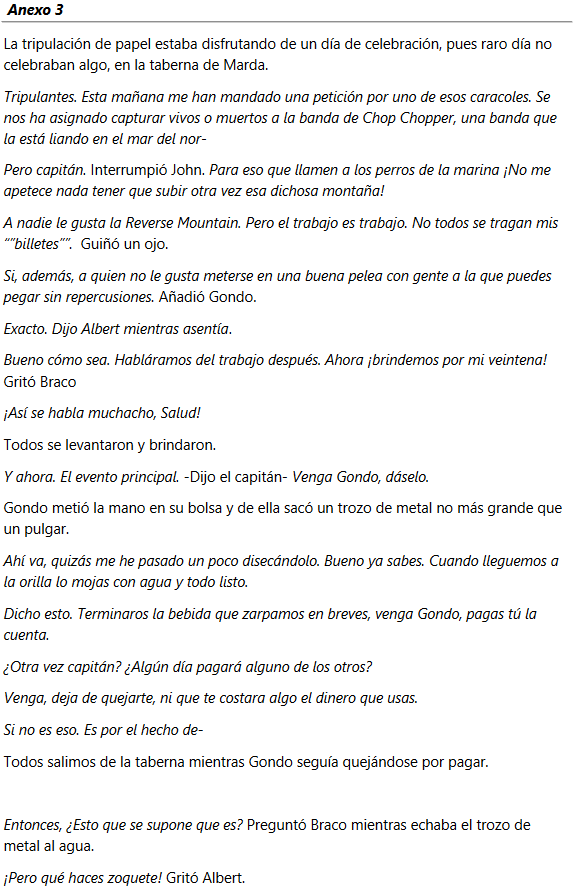 Anexo 3
La tripulación de papel estaba disfrutando de un día de celebración, pues raro día no
celebraban algo, en la taberna de Marda.
Tripulantes. Esta mañana me han mandado una petición por uno de esos caracoles. Se
nos ha asignado capturar vivos o muertos a la banda de Chop Chopper, una banda que
la está liando en el mar del nor-
Pero capitán. Interrumpió John. Para eso que llamen a los perros de la marina ¡No me
apetece nada tener que subir otra vez esa dichosa montaña!
A nadie le gusta la Reverse Mountain. Pero el trabajo es trabajo. No todos se tragan mis
“”billetes””.  Guiñó un ojo.
Si, además, a quien no le gusta meterse en una buena pelea con gente a la que puedes
pegar sin repercusiones. Añadió Gondo.
Exacto. Dijo Albert mientras asentía.
Bueno cómo sea. Habláramos del trabajo después. Ahora ¡brindemos por mi veintena!
Gritó Braco
¡Así se habla muchacho, Salud!
Todos se levantaron y brindaron.
Y ahora. El evento principal. -Dijo el capitán- Venga Gondo, dáselo.
Gondo metió la mano en su bolsa y de ella sacó un trozo de metal no más grande que
un pulgar.
Ahí va, quizás me he pasado un poco disecándolo. Bueno ya sabes. Cuando lleguemos a
la orilla lo mojas con agua y todo listo.
Dicho esto. Terminaros la bebida que zarpamos en breves, venga Gondo, pagas tú la
cuenta.
¿Otra vez capitán? ¿Algún día pagará alguno de los otros?
Venga, deja de quejarte, ni que te costara algo el dinero que usas.
Si no es eso. Es por el hecho de-
Todos salimos de la taberna mientras Gondo seguía quejándose por pagar.
Entonces, ¿Esto que se supone que es? Preguntó Braco mientras echaba el trozo de
metal al agua.
¡Pero qué haces zoquete! Gritó Albert.